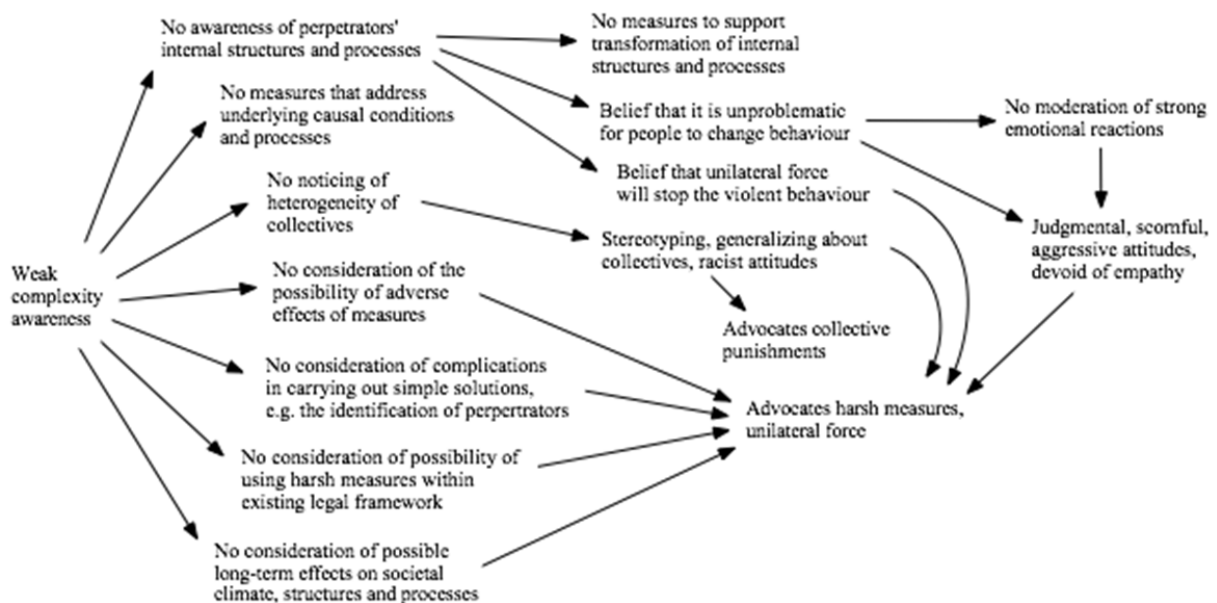 No awareness of perpetrators'
internal structures and processes
No measures to support
transformation of internal
structures and processes
No measures that address
underlying causal conditions
and processes
Belief that it is unproblematic
for people to change behaviour
No moderation of strong
emotional reactions
No noticing of
heterogeneity of
collectives
Belief that unilateral force
will stop the violent behaviour
Stereotyping, generalizing about
collectives, racist attitudes
Judgmental, scornful,
aggressive attitudes,
devoid of empathy
Weak
complexity
awareness
No consideration of the
possibility of adverse
effects of measures
Advocates collective
punishments
No consideration of complications
in carrying out simple solutions,
e.g. the identification of perpertrators
Advocates harsh measures,
unilateral force
No consideration of possibility of
using harsh measures within
existing legal framework
No consideration of possible
long-term effects on societal
climate, structures and processes